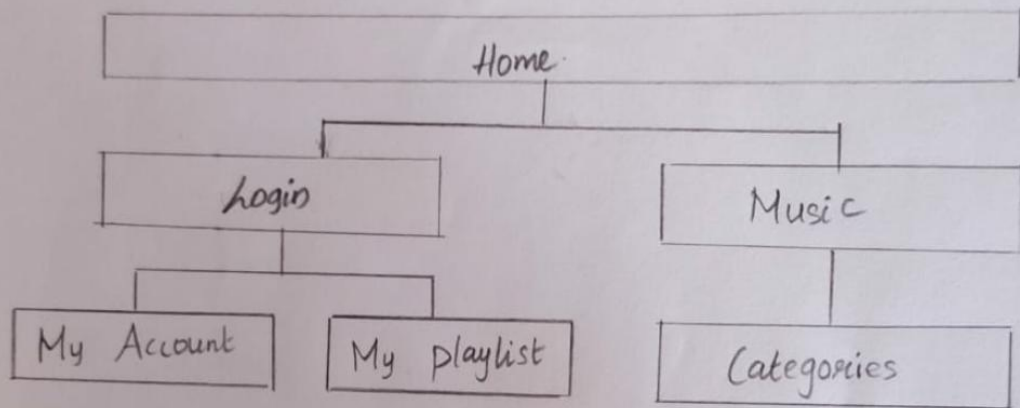 Home.
Login
Music
My Account
My playlist
Categories